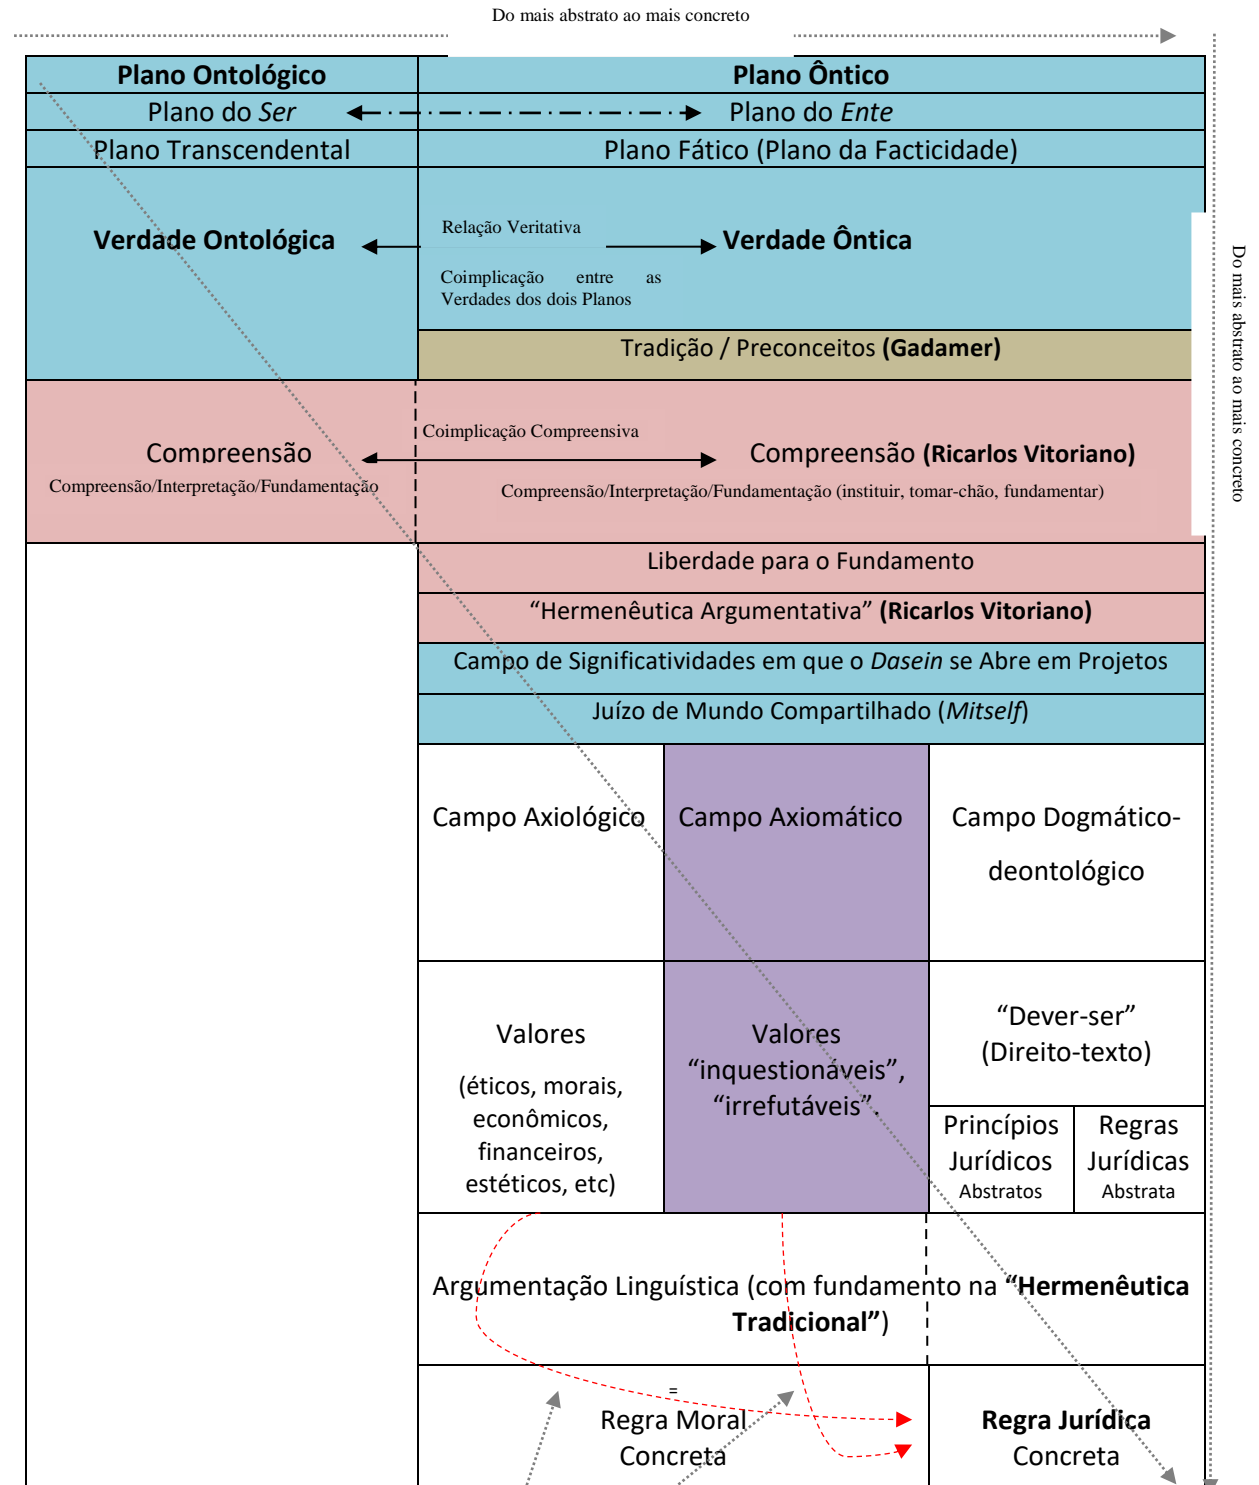 Do mais abstrato ao mais concreto
Plano Ontológico
Plano Ôntico
Plano do Ser
Plano do Ente
Plano Transcendental
Plano Fático (Plano da Facticidade)
Verdade Ontológica
Relação Veritativa
Verdade Ôntica
Coimplicação entre as
Verdades dos dois Planos
Do mais abstrato ao mais concreto
Tradição / Preconceitos (Gadamer)
Compreensão
Coimplicação Compreensiva
Compreensão (Ricarlos Vitoriano)
Compreensão/Interpretação/Fundamentação
Compreensão/Interpretação/Fundamentação (instituir, tomar-chão, fundamentar)
Liberdade para o Fundamento
“Hermenêutica Argumentativa” (Ricarlos Vitoriano)
Campo de Significatividades em que o Dasein se Abre em Projetos
Juízo de Mundo Compartilhado (Mitself)
Campo Axiológico
Campo Axiomático
Campo Dogmático-
deontológico
Valores
(éticos, morais,
econômicos,
financeiros,
estéticos, etc)
Valores
“inquestionáveis”,
“irrefutáveis”.
“Dever-ser”
(Direito-texto)
Princípios
Jurídicos
Abstratos
Regras
Jurídicas
Abstrata
Argumentação Linguística (com fundamento na “Hermenêutica
Tradicional”)
=
Regra Moral
Concreta
Regra Jurídica
Concreta